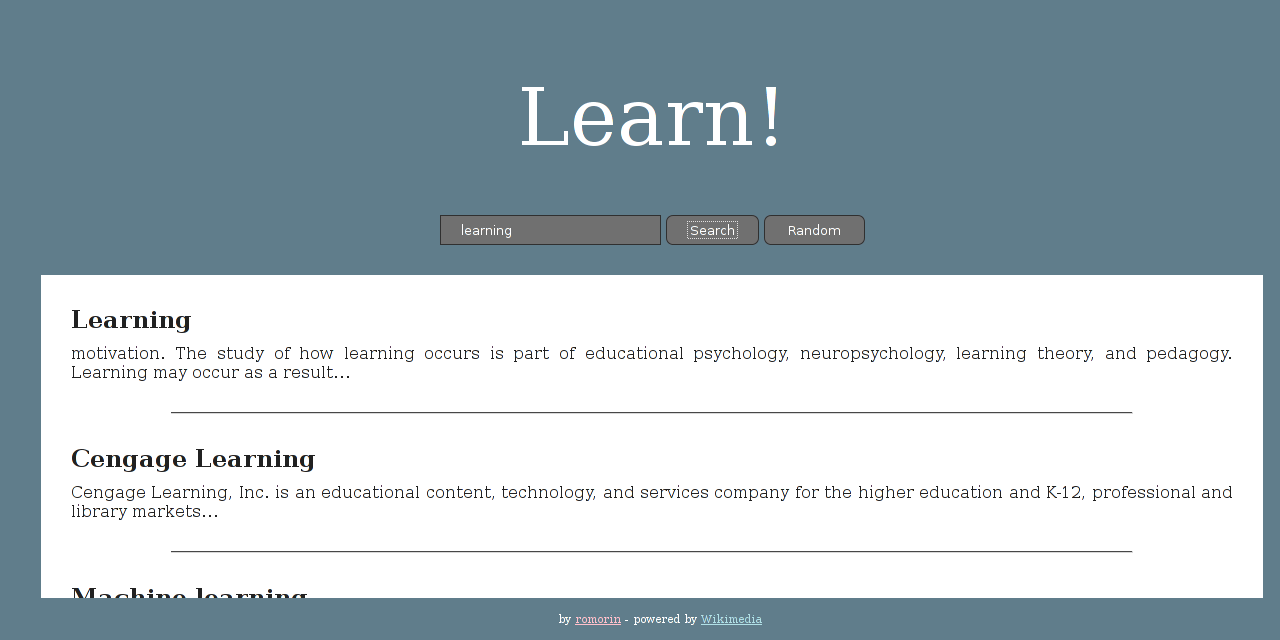 Learn!
learning Search Random
Learning
motivation. The study of how learning occurs is part of educational psychology, neuropsychology, learning theory, and pedagogy.
Learning may occur as a result...
Cengage Learning
Cengage Learning, Inc. is an educational content, technology, and services company for the higher education and K-12, professional and
library markets...
Machine learning
by romorin - powered by Wikimedia